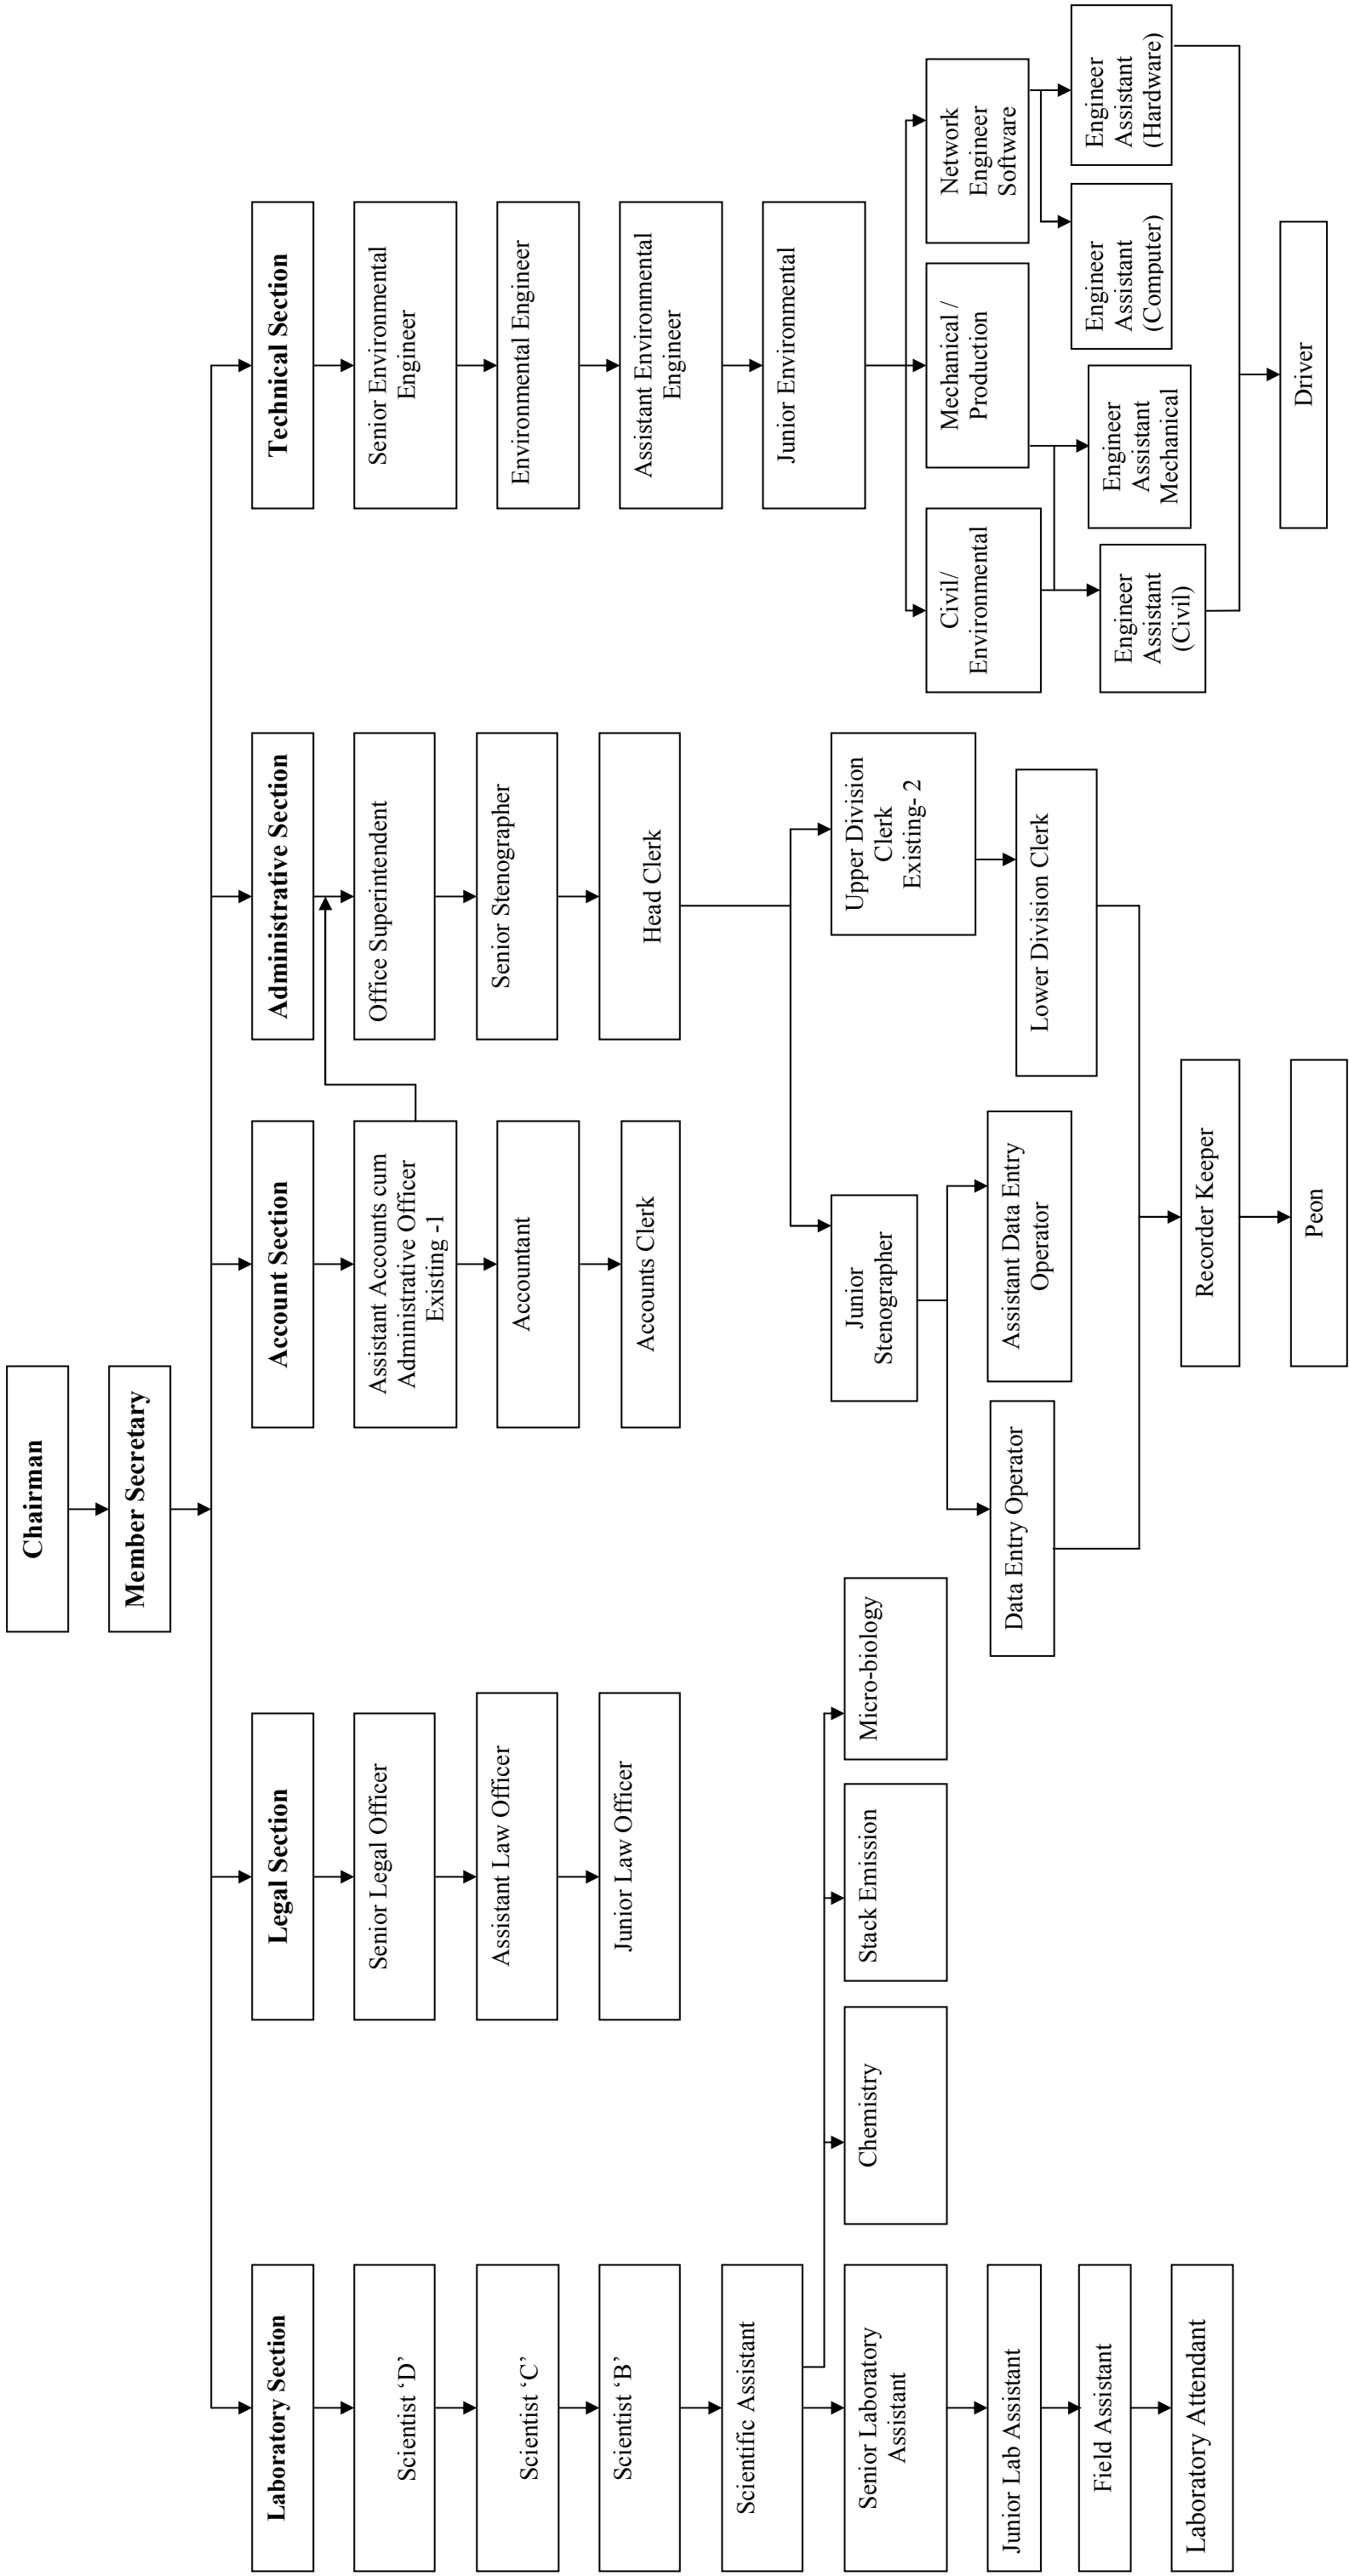 Chairman
Member Secretary
Laboratory Section
Legal Section
Account Section
Administrative Section
Technical Section
Scientist ‘D’
Senior Legal Officer
Assistant Accounts cum
Administrative Officer
Existing -1
Office Superintendent
Senior Environmental
Engineer
Scientist ‘C’
Assistant Law Officer
Accountant
Senior Stenographer
Environmental Engineer
Scientist ‘B’
Junior Law Officer
Accounts Clerk
Head Clerk
Assistant Environmental
Engineer
Scientific Assistant
Junior Environmental
Senior Laboratory
Assistant
Chemistry
Stack Emission
Micro-biology
Junior
Stenographer
Upper Division
Clerk
Existing- 2
Civil/
Environmental
Mechanical /
Production
Network
Engineer
Software
Junior Lab Assistant
Data Entry Operator
Assistant Data Entry
Operator
Lower Division Clerk
Engineer
Assistant
(Civil)
Engineer
Assistant
Mechanical
Engineer
Assistant
(Computer)
Engineer
Assistant
(Hardware)
Field Assistant
Laboratory Attendant
Recorder Keeper
Driver
Peon